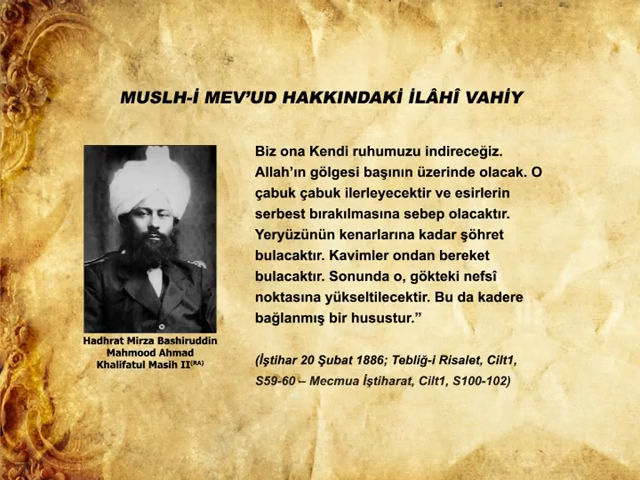 MUSLH-İ MEV'UD HAKKINDAKİ İLÂHÎ VAHİY
Biz ona Kendi ruhumuzu indireceğiz.
Allah'ın gölgesi başının üzerinde olacak. O
çabuk çabuk ilerleyecektir ve esirlerin
serbest bırakılmasına sebep olacaktır.
Yeryüzünün kenarlarına kadar şöhret
bulacaktır. Kavimler ondan bereket
bulacaktır. Sonunda o, gökteki nefsî
noktasına yükseltilecektir. Bu da kadere
bağlanmış bir husustur.”
(İştihar 20 Şubat 1886; Tebliğ-i Risalet, Cilt1,
S59-60 – Mecmua İştiharat, Cilt1, S100-102)
Hadhrat Mirza Bashiruddin
Mahmood Ahmad
Khalifatul Masih II(RA)